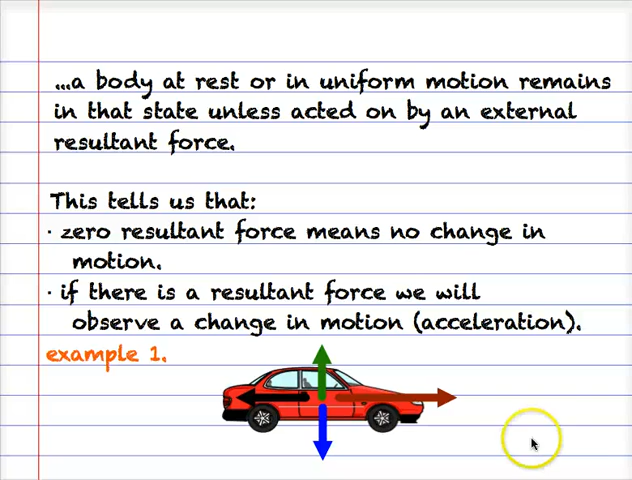 ...a body at rest or in uniform motion remains
in that state unless acted on by an external
resultant force.
This tells us that:
· zero resultant force means no change in
motion.
· if there is a resultant force we will
observe a change in motion (acceleration).
example 1.